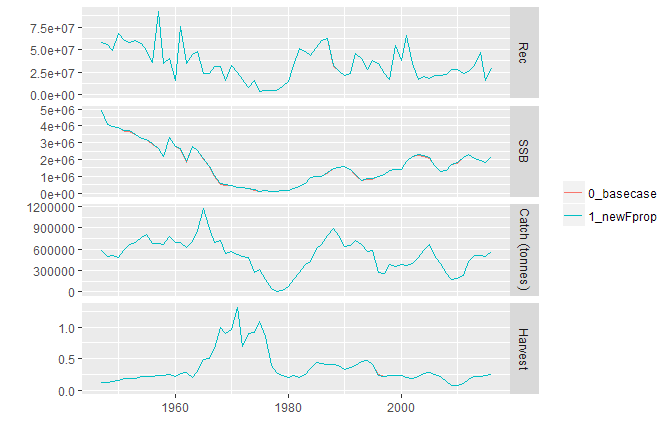 7.5e+07
5.0e+07
2.5e+07
0.0e+00
Rec
5e+06
4e+06
3e+06
2e+06
1e+06
0e+00
SSB
1200000
900000
600000
300000
0
Catch (tonnes )
1.0
0.5
0.0
Harvest
1960
1980
2000
0_basecase
1_newFprop